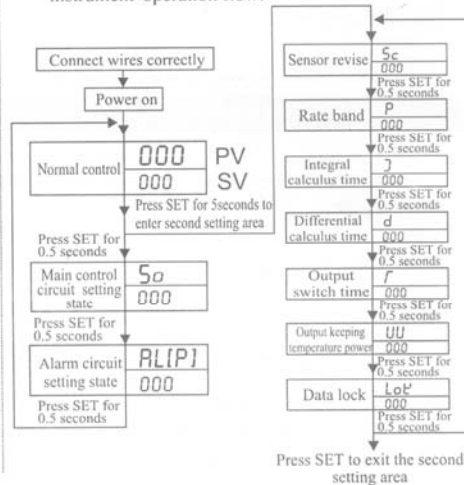 Connect wires correctly
Power on
Normal control
000 PV
000 SV
Press SET for 5seconds to
enter second setting area
Press SET for
0.5 seconds
Main control
circuit setting
state
So
000
Press SET for
0.5 seconds
Alarm circuit
setting state
AL[P]
000
Press SET for
0.5 seconds
Sensor revise
Sc
000
Press SET for
0.5 seconds
Rate band
P
000
Press SET for
0.5 seconds
Integral
calculus time
000
Press SET for
0.5 seconds
Differential
calculus time
d
000
Press SET for
0.5 seconds
Output
switch time
000
Press SET for
0.5 seconds
Output keeping
temperature power
UU
000
Press SET for
0.5 seconds
Data lock
000
Press SET for
0.5 seconds
Press SET to exit the second
setting area